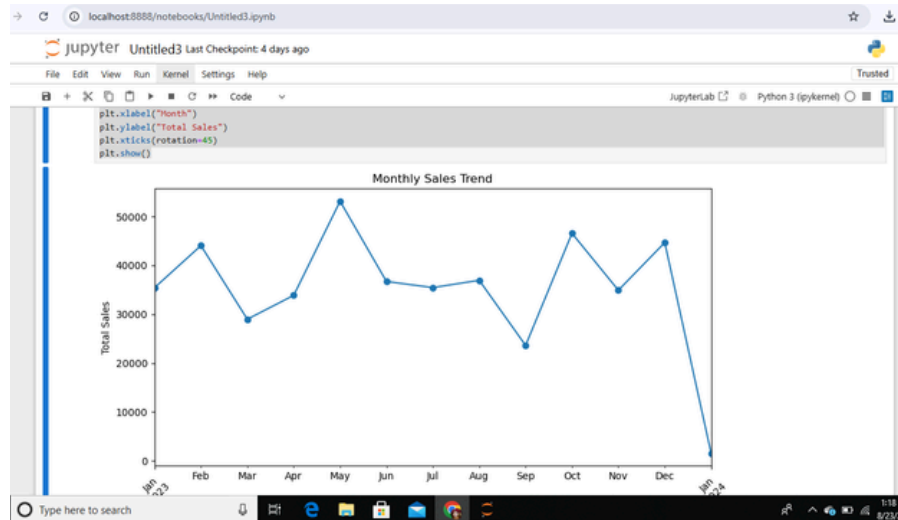 localhost:8888/notebooks/Untitled3.ipynb
jupyter Untitled3 Last Checkpoint: 4 days ago
File Edit View Run Kernel Settings Help
Trusted
Code
JupyterLab
Python 3 (ipykernel)
plt.xlabel("Month")
plt.ylabel("Total Sales")
plt.xticks(rotation=45)
plt.show()
Monthly Sales Trend
50000
40000
30000
20000
10000
0
Total Sales
Jan
Feb
Mar
Apr
May
Jun
Jul
Aug
Sep
Oct
Nov
Dec
Jan
Type here to search
1:18
8/23/